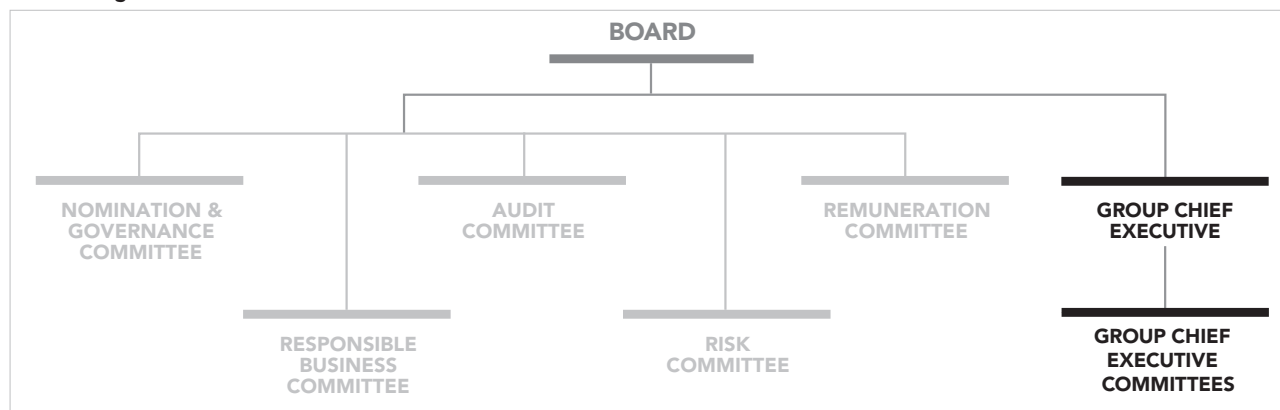 BOARD
NOMINATION &
GOVERNANCE
COMMITTEE
AUDIT
COMMITTEE
REMUNERATION
COMMITTEE
GROUP CHIEF
EXECUTIVE
RESPONSIBLE
BUSINESS
COMMITTEE
RISK
COMMITTEE
GROUP CHIEF
EXECUTIVE
COMMITTEES